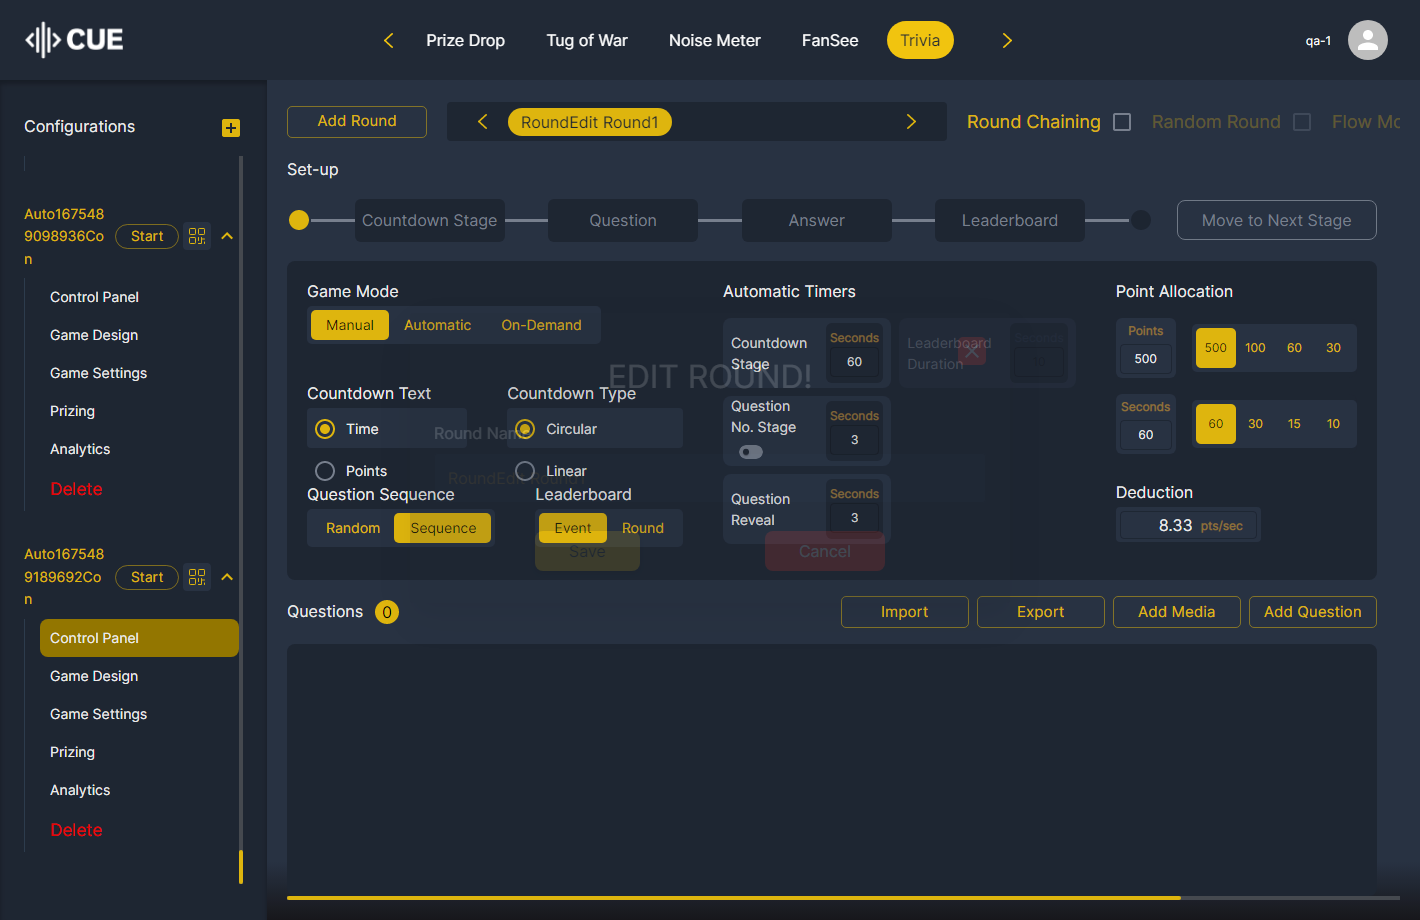 CUE
Prize Drop
Tug of War
Noise Meter
FanSee
Trivia
qa-1
Configurations
Auto167548
9098936Co
n
Start
Control Panel
Game Design
Game Settings
Prizing
Analytics
Delete
Auto167548
9189692Co
n
Start
Control Panel
Game Design
Game Settings
Prizing
Analytics
Delete
Add Round
RoundEdit Round1
Round Chaining
Random Round
Flow Mo
Set-up
Countdown Stage
Question
Answer
Leaderboard
Move to Next Stage
Game Mode
Manual
Automatic
On-Demand
EDIT ROUND!
Countdown Text
Countdown Type
Round Name
Time
Circular
Points
Linear
RoundEdit Round1
Question Sequence
Leaderboard
Random
Sequence
Event
Round
Save
Cancel
Automatic Timers
Countdown
Stage
Seconds
60
Leaderboard
Duration
Seconds
Question
No. Stage
Seconds
3
Question
Reveal
Seconds
3
Point Allocation
Points
500
500
100
60
30
Seconds
60
60
30
15
10
Deduction
8.33 pts/sec
Questions 0
Import
Export
Add Media
Add Question